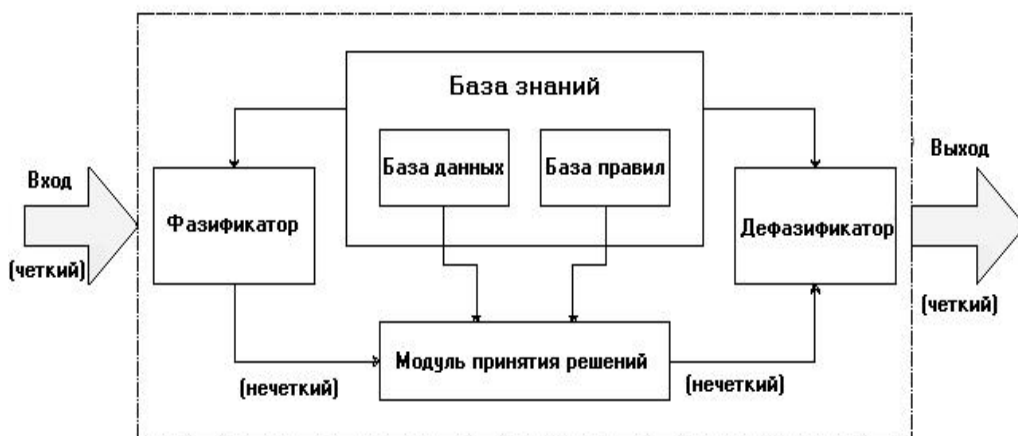 База знаний
База данных
База правил
Вход
Выход
Фазификатор
Дефазификатор
(четкий)
(четкий)
Модуль принятия решений
(нечеткий)
(нечеткий)